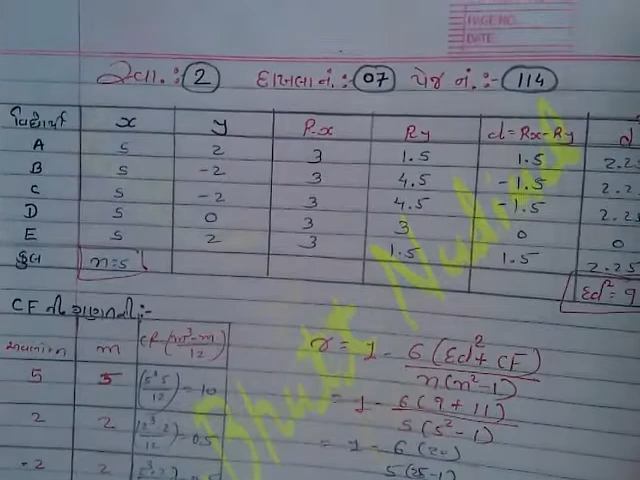 PAGE NO.
DATE
સ્વા. : 2 દાખલા નં. :- 07 પેજ નં. :- 114
વિદ્યાર્થી x y Rx Ry d = Rx - Ry d
A 5 2 3 1.5 1.5 2.25
B 5 -2 3 4.5 -1.5 2.2
C 5 -2 3 4.5 -1.5 2.2
D 5 0 3 3 0 0
E 5 2 3 1.5 1.5 2.25
કુલ n=5 Σd² = 9
CF ની ગણતરી :-
અવલોકન m CF (m³-m/12)
5 5 (5³-5/12) = 10
2 2 (2³-2/12) = 0.5
-2 2
r = 1 - 6(Σd² + CF) / n(n²-1)
= 1 - 6(9 + 11) / 5(5²-1)
= 1 - 6(20) / 5(25-1)
Bhutt